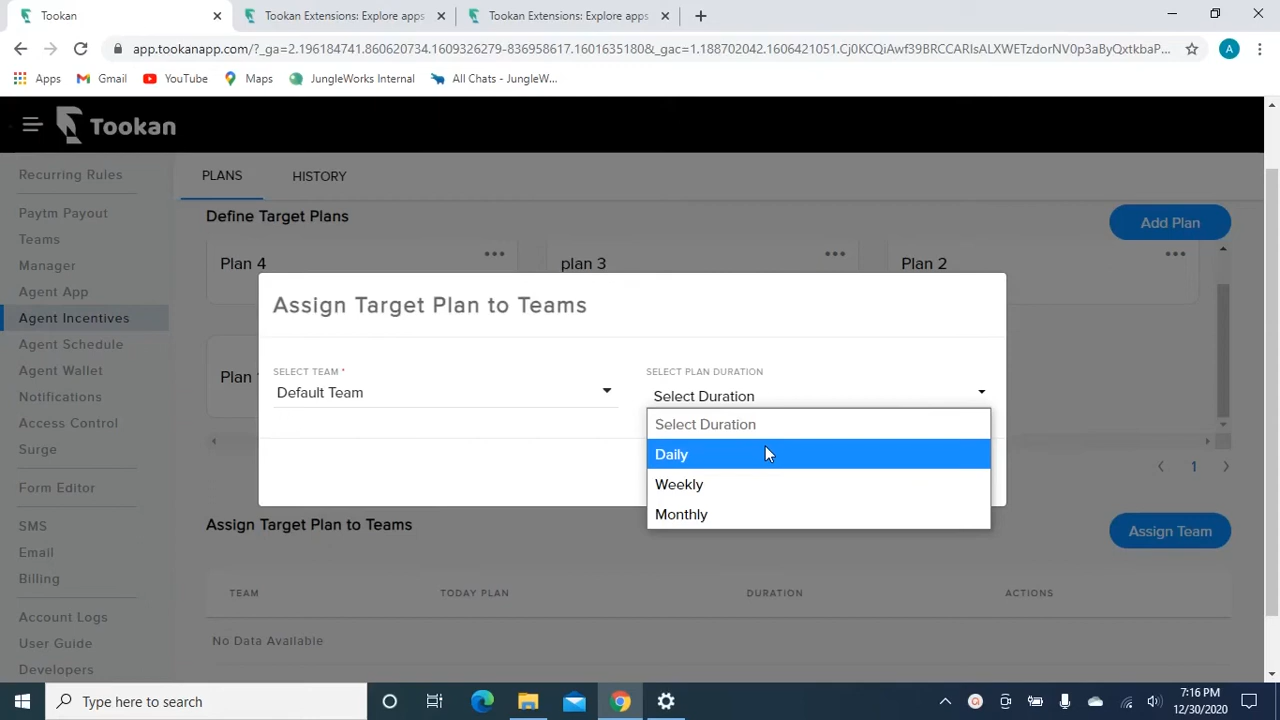 Tookan
Tookan Extensions: Explore apps
Tookan Extensions: Explore apps
app.tookanapp.com/?_ga=2.196184741.860620734.1609326279-836958617.1601635180&_gac=1.188702042.1606421051.Cj0KCQiAwf39BRCCARIsALXWETzdorNV0p3aByQxtkbaP...
A
Apps
Gmail
YouTube
Maps
JungleWorks Internal
All Chats - JungleW...
Tookan
Recurring Rules
Paytm Payout
Teams
Manager
Agent App
Agent Incentives
Agent Schedule
Agent Wallet
Notifications
Access Control
Surge
Form Editor
SMS
Email
Billing
Account Logs
User Guide
Developers
PLANS
HISTORY
Define Target Plans
Add Plan
Plan 4
plan 3
Plan 2
Plan
Assign Target Plan to Teams
SELECT TEAM *
Default Team
SELECT PLAN DURATION
Select Duration
Select Duration
Daily
Weekly
Monthly
1
Assign Target Plan to Teams
Assign Team
TEAM
TODAY PLAN
DURATION
ACTIONS
No Data Available
Type here to search
7:16 PM
12/30/2020